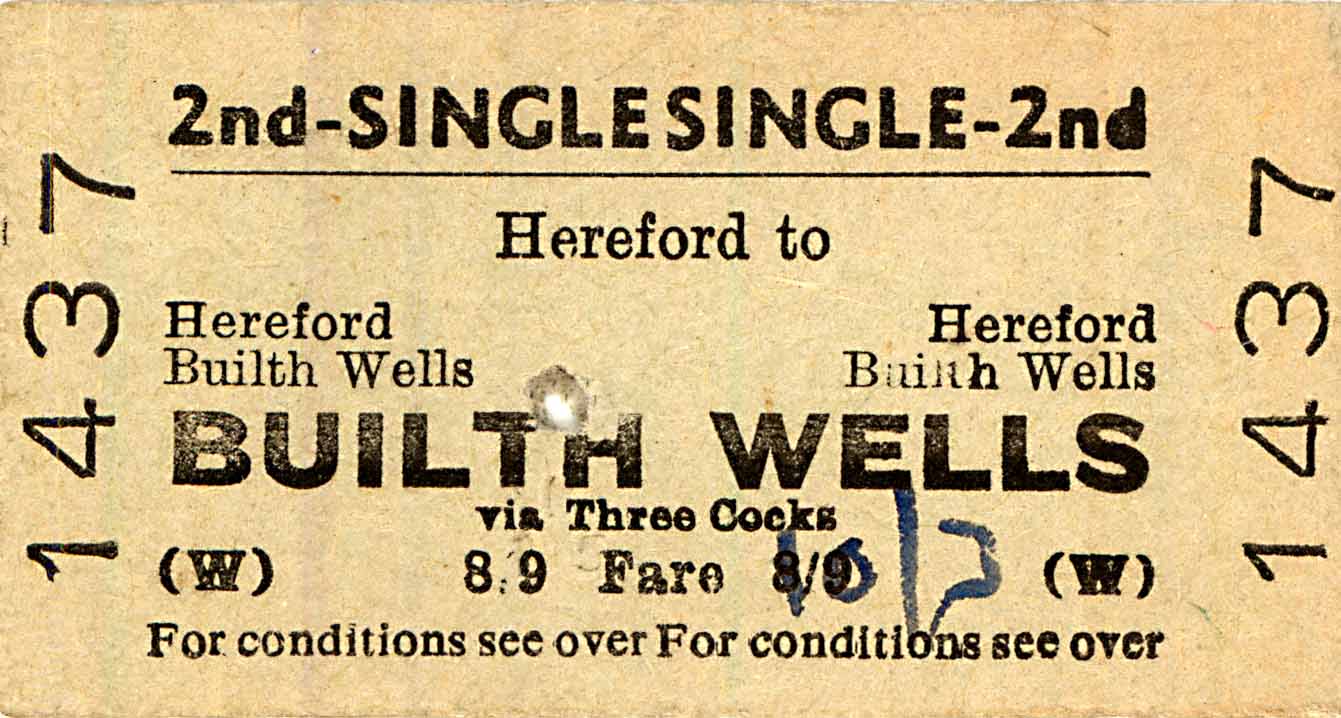 2nd-SINGLE SINGLE-2nd
Hereford to
Hereford Hereford
Builth Wells Builth Wells
BUILTH WELLS
via Three Cocks
(W) 8/9 Fare 8/9 (W)
For conditions see over For conditions see over
1437
1437